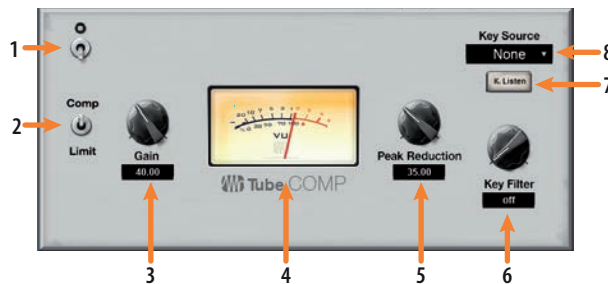 1
2
Comp
Limit
Gain
40.00
3
VU
Tube COMP
4
Peak Reduction
35.00
5
Key Source
None
8
K. Listen
7
Key Filter
off
6